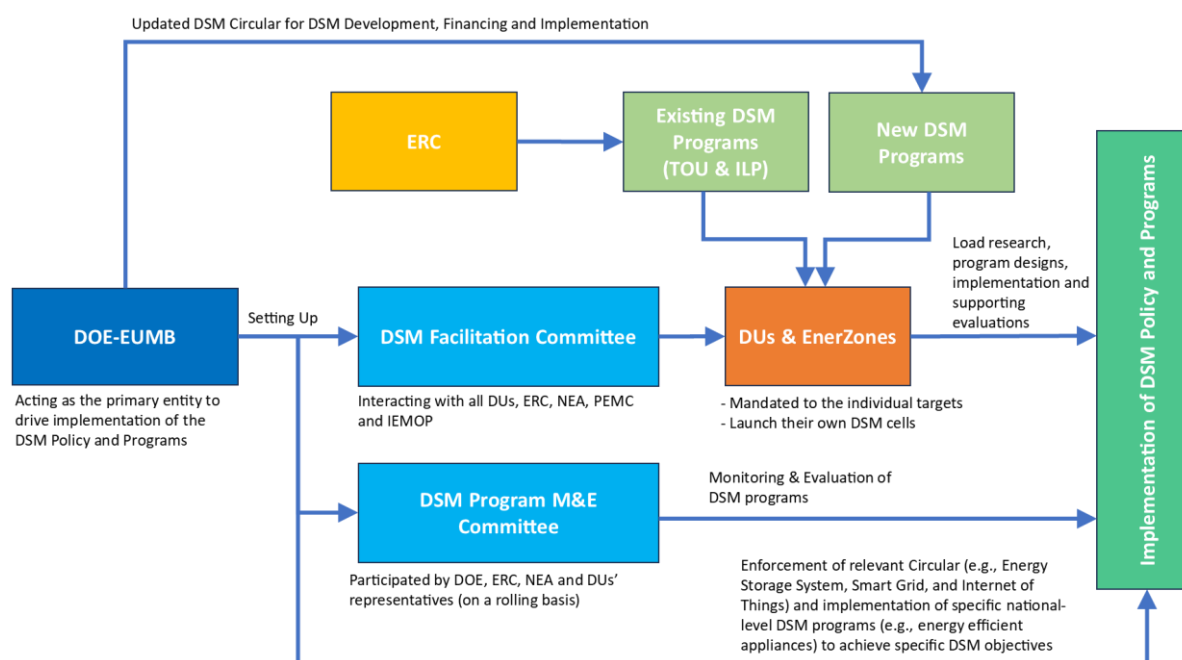 Updated DSM Circular for DSM Development, Financing and Implementation
ERC
Existing DSM
Programs
(TOU & ILP)
New DSM
Programs
DOE-EUMB
Acting as the primary entity to
drive implementation of the
DSM Policy and Programs
Setting Up
DSM Facilitation Committee
Interacting with all DUs, ERC, NEA, PEMC
and IEMOP
DUs & EnerZones
- Mandated to the individual targets
- Launch their own DSM cells
Load research,
program designs,
implementation and
supporting
evaluations
DSM Program M&E
Committee
Participated by DOE, ERC, NEA and DUs’
representatives (on a rolling basis)
Monitoring & Evaluation of
DSM programs
Enforcement of relevant Circular (e.g., Energy
Storage System, Smart Grid, and Internet of
Things) and implementation of specific national-
level DSM programs (e.g., energy efficient
appliances) to achieve specific DSM objectives
Implementation of DSM Policy and Programs